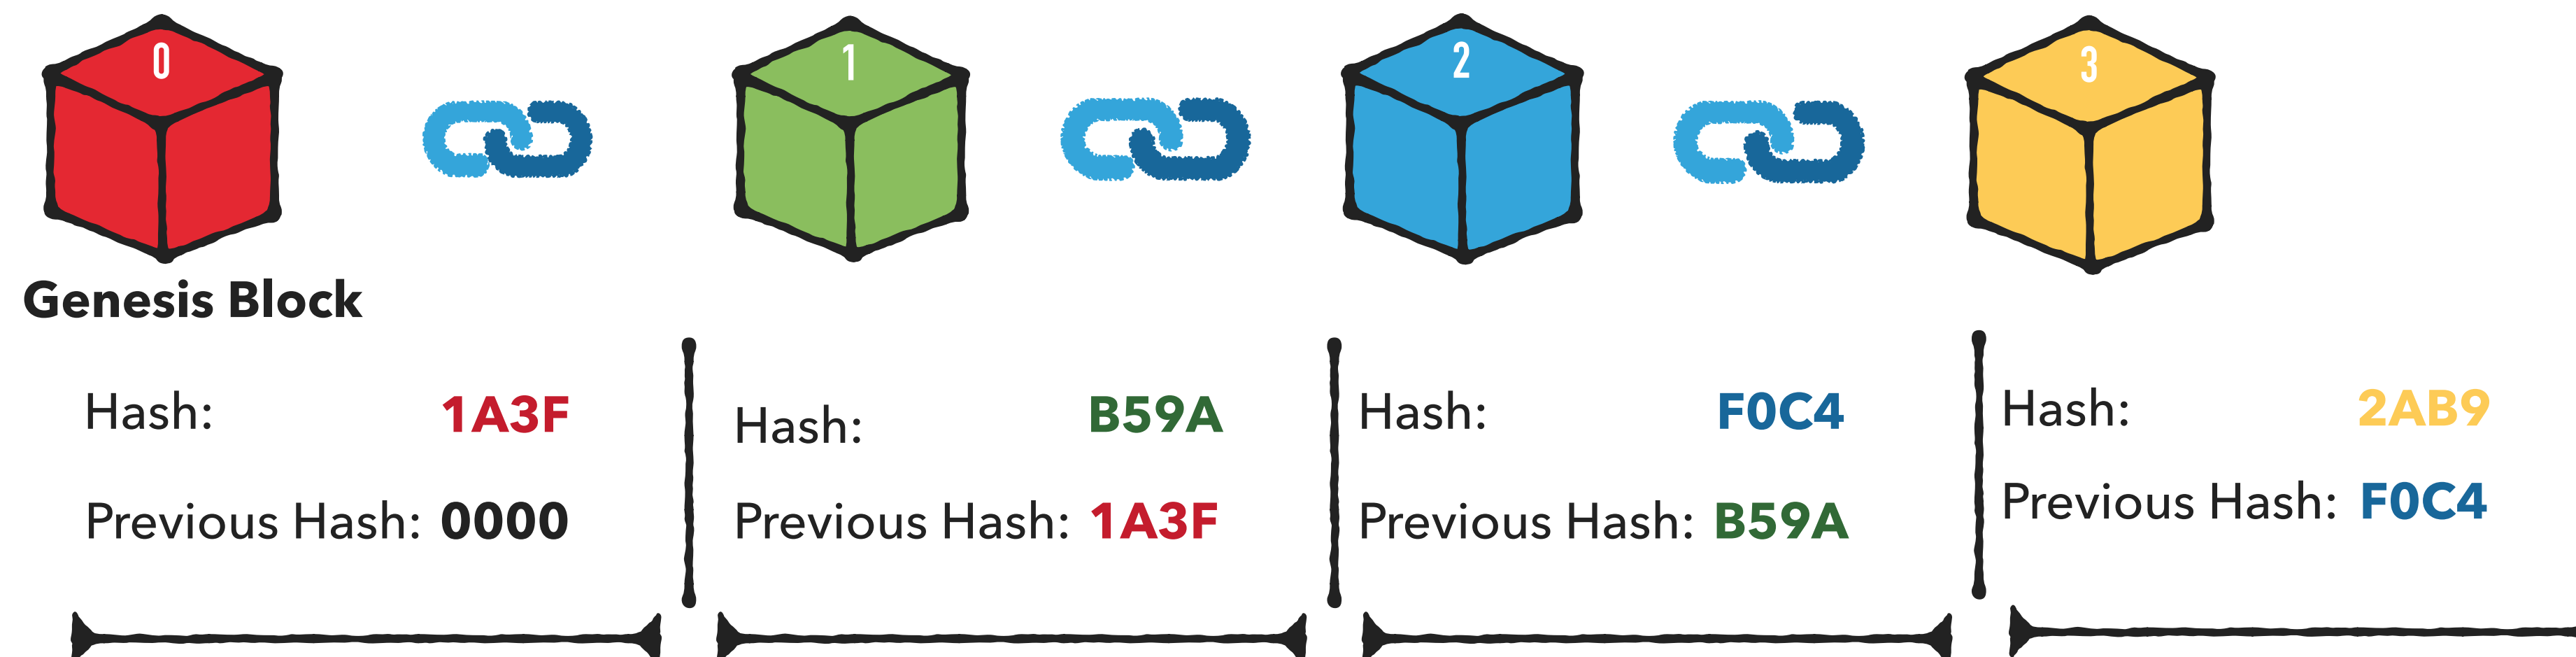 0
1
2
3
Genesis Block
Hash: 1A3F
Previous Hash: 0000
Hash: B59A
Previous Hash: 1A3F
Hash: F0C4
Previous Hash: B59A
Hash: 2AB9
Previous Hash: F0C4